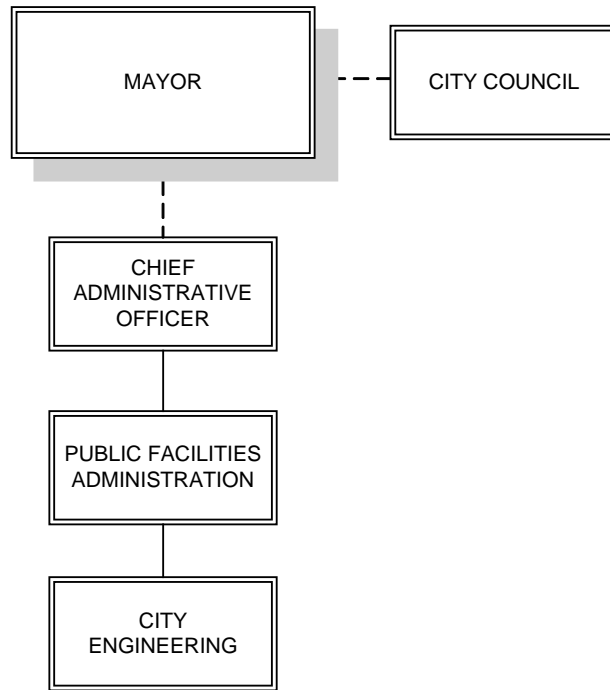 MAYOR
CITY COUNCIL
CHIEF
ADMINISTRATIVE
OFFICER
PUBLIC FACILITIES
ADMINISTRATION
CITY
ENGINEERING